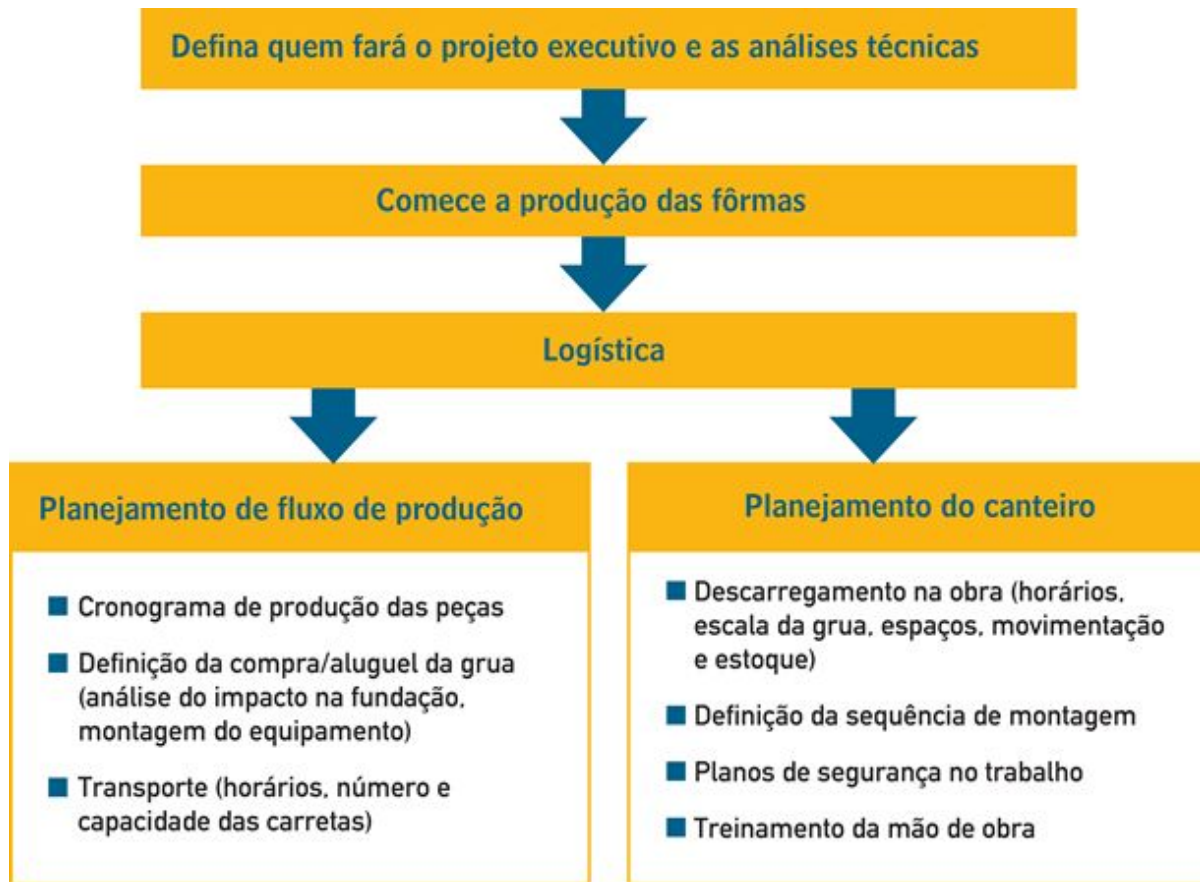 Defina quem fará o projeto executivo e as análises técnicas
Comece a produção das fôrmas
Logística
Planejamento de fluxo de produção
Cronograma de produção das peças
Definição da compra/aluguel da grua
(análise do impacto na fundação,
montagem do equipamento)
Transporte (horários, número e
capacidade das carretas)
Planejamento do canteiro
Descarregamento na obra (horários,
escala da grua, espaços, movimentação
e estoque)
Definição da sequência de montagem
Planos de segurança no trabalho
Treinamento da mão de obra